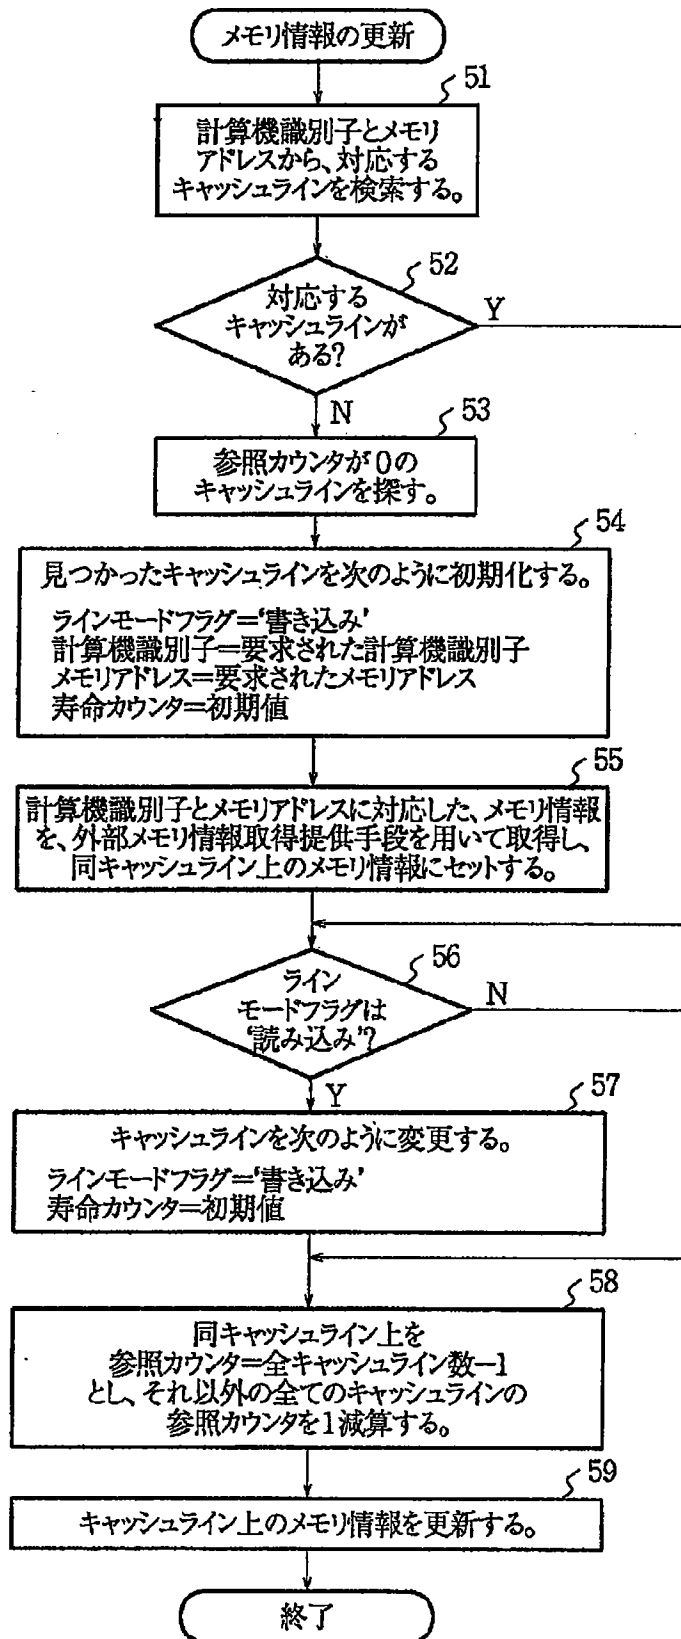 メモリ情報の更新
51
計算機識別子とメモリ
アドレスから、対応する
キャッシュラインを検索する。
52
対応する
キャッシュラインが
ある?
Y
N
53
参照カウンタが0の
キャッシュラインを探す。
54
見つかったキャッシュラインを次のように初期化する。
ラインモードフラグ='書き込み'
計算機識別子=要求された計算機識別子
メモリアドレス=要求されたメモリアドレス
寿命カウンタ=初期値
55
計算機識別子とメモリアドレスに対応した、メモリ情報
を、外部メモリ情報取得提供手段を用いて取得し、
同キャッシュライン上のメモリ情報にセットする。
56
ライン
モードフラグは
'読み込み'?
N
Y
57
キャッシュラインを次のように変更する。
ラインモードフラグ='書き込み'
寿命カウンタ=初期値
58
同キャッシュライン上を
参照カウンタ=全キャッシュライン数−1
とし、それ以外の全てのキャッシュラインの
参照カウンタを1減算する。
59
キャッシュライン上のメモリ情報を更新する。
終了